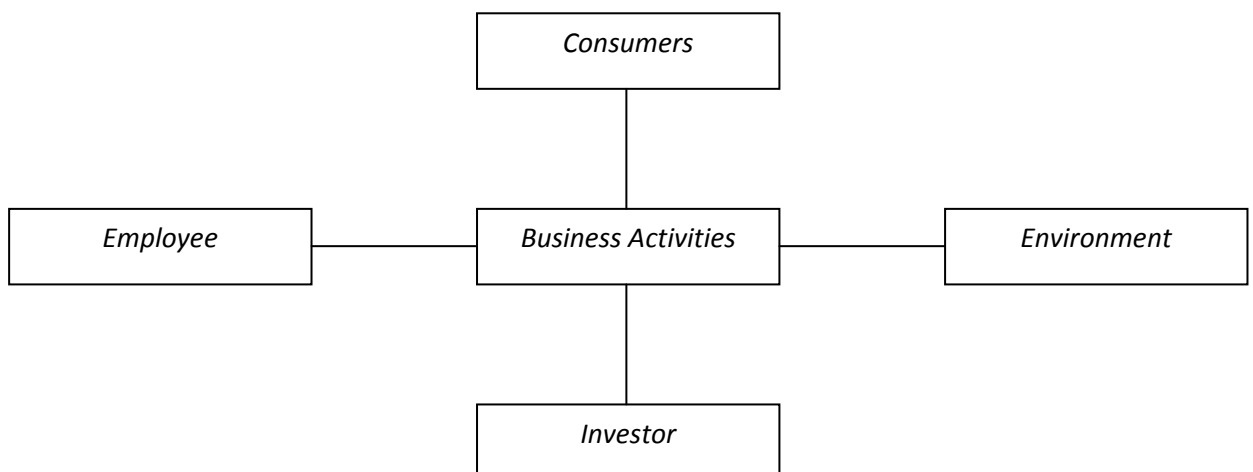 Consumers
Employee
Business Activities
Environment
Investor